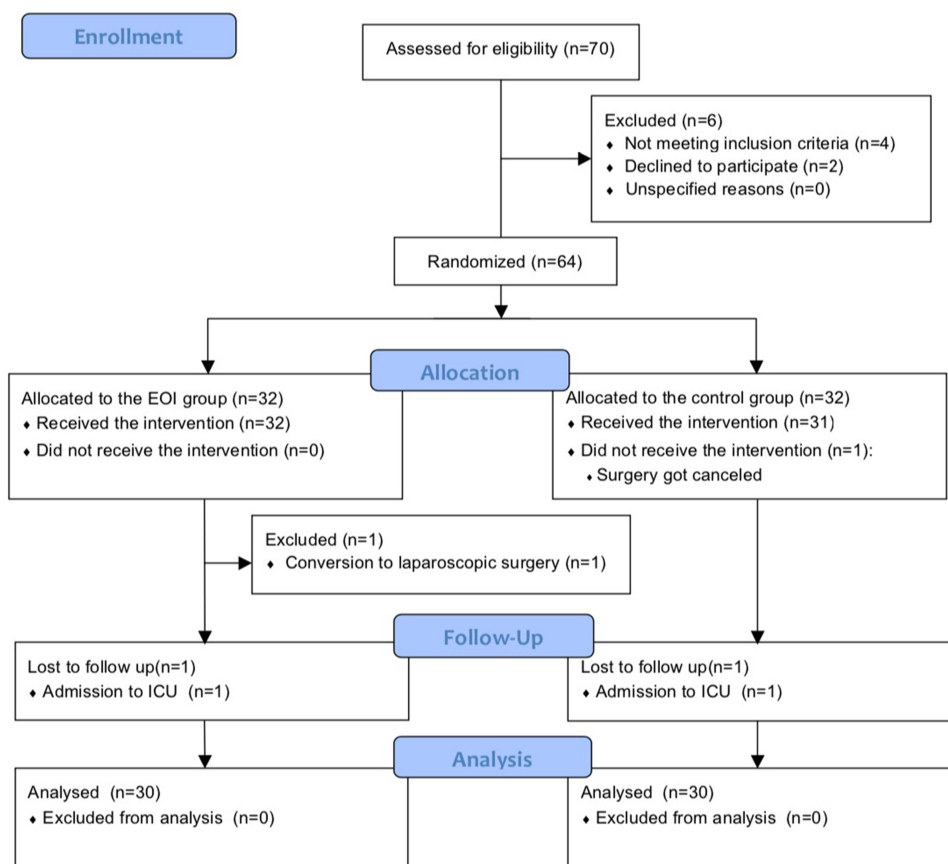 Enrollment
Assessed for eligibility (n=70)
Excluded (n=6)
⬧ Not meeting inclusion criteria (n=4)
⬧ Declined to participate (n=2)
⬧ Unspecified reasons (n=0)
Randomized (n=64)
Allocation
Allocated to the EOI group (n=32)
⬧ Received the intervention (n=32)
⬧ Did not receive the intervention (n=0)
Allocated to the control group (n=32)
⬧ Received the intervention (n=31)
⬧ Did not receive the intervention (n=1):
⬧ Surgery got canceled
Excluded (n=1)
⬧ Conversion to laparoscopic surgery (n=1)
Follow-Up
Lost to follow up(n=1)
⬧ Admission to ICU (n=1)
Lost to follow up(n=1)
⬧ Admission to ICU (n=1)
Analysis
Analysed (n=30)
⬧ Excluded from analysis (n=0)
Analysed (n=30)
⬧ Excluded from analysis (n=0)